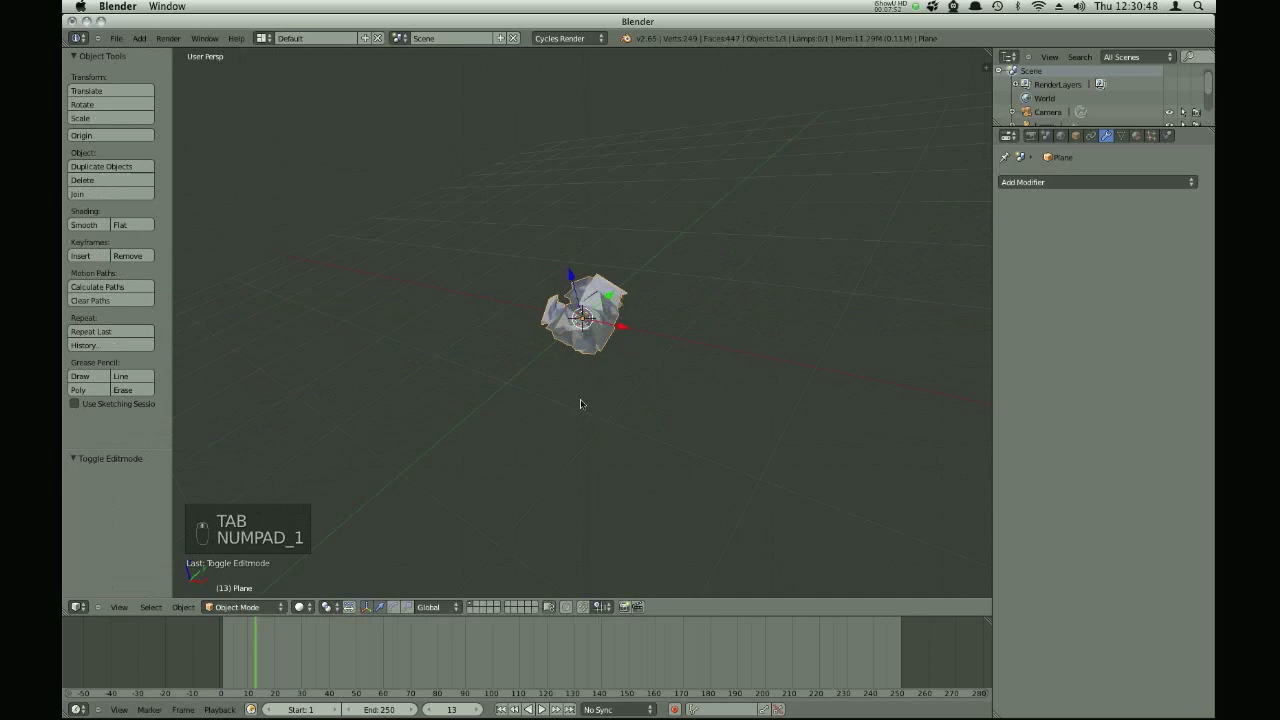 Blender Window iShowU HD 00:07:52 Thu 12:30:48
Blender
File Add Render Window Help Default Scene Cycles Render v2.65 | Verts:249 | Faces:447 | Objects:1/3 | Lamps:0/1 | Mem:11.29M (0.11M) | Plane
Object Tools
Transform:
Translate
Rotate
Scale
Origin
Object:
Duplicate Objects
Delete
Join
Shading:
Smooth Flat
Keyframes:
Insert Remove
Motion Paths:
Calculate Paths
Clear Paths
Repeat:
Repeat Last
History...
Grease Pencil:
Draw Line
Poly Erase
Use Sketching Sessio
Toggle Editmode
User Persp
TAB
NUMPAD_1
Last: Toggle Editmode
(13) Plane
View Select Object Object Mode Global
-50 -40 -30 -20 -10 0 10 20 30 40 50 60 70 80 90 100 110 120 130 140 150 160 170 180 190 200 210 220 230 240 250 260 270 280
View Marker Frame Playback Start: 1 End: 250 13 No Sync
View Search All Scenes
Scene
RenderLayers
World
Camera
Plane
Add Modifier